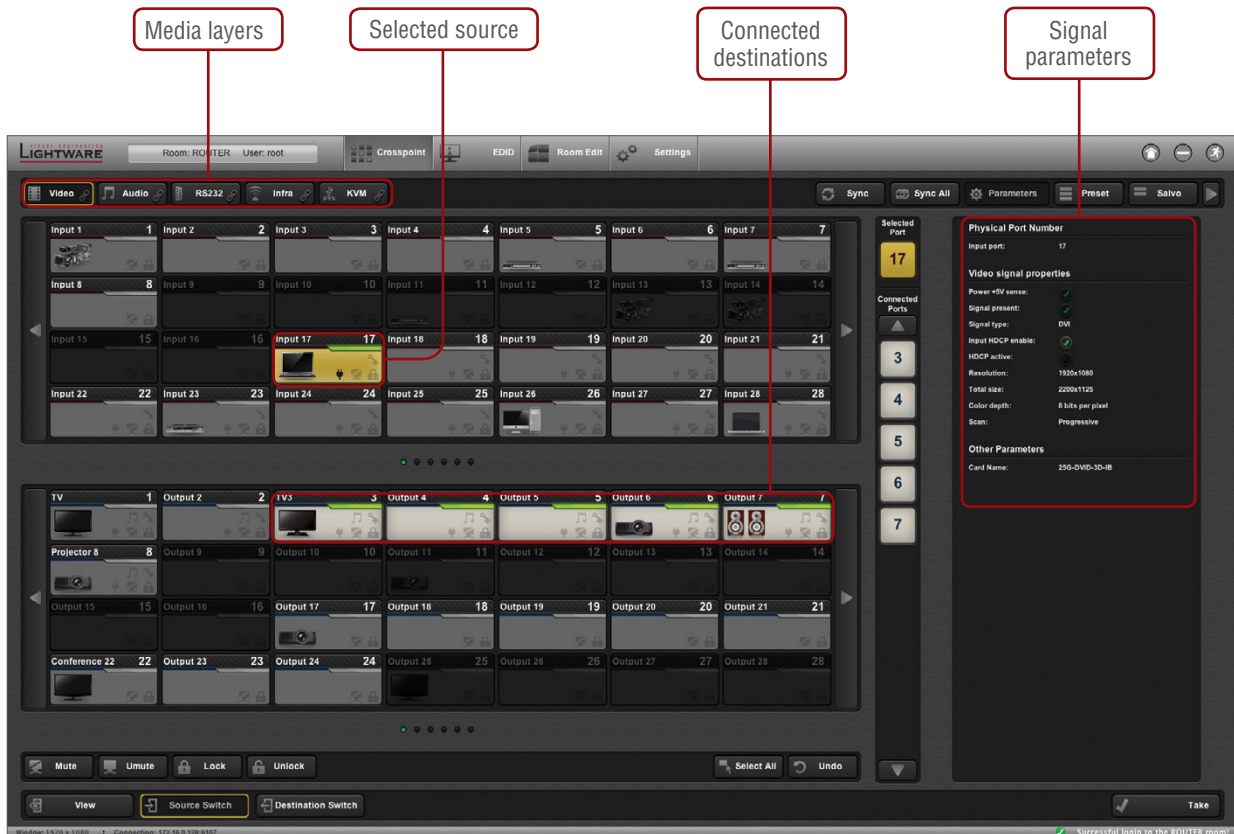 Media layers
Selected source
Connected
destinations
Signal
parameters
visual engineering
LIGHTWARE
Room: ROUTER User: root
Crosspoint
EDID
Room Edit
Settings
Video
Audio
RS232
Infra
KVM
Sync
Sync All
Parameters
Preset
Salvo
Input 1 1 Input 2 2 Input 3 3 Input 4 4 Input 5 5 Input 6 6 Input 7 7
Input 8 8 Input 9 9 Input 10 10 Input 11 11 Input 12 12 Input 13 13 Input 14 14
Input 15 15 Input 16 16 Input 17 17 Input 18 18 Input 19 19 Input 20 20 Input 21 21
Input 22 22 Input 23 23 Input 24 24 Input 25 25 Input 26 26 Input 27 27 Input 28 28
TV 1 Output 2 2 TV3 3 Output 4 4 Output 5 5 Output 6 6 Output 7 7
Projector 8 8 Output 9 9 Output 10 10 Output 11 11 Output 12 12 Output 13 13 Output 14 14
Output 15 15 Output 16 16 Output 17 17 Output 18 18 Output 19 19 Output 20 20 Output 21 21
Conference 22 22 Output 23 23 Output 24 24 Output 25 25 Output 26 26 Output 27 27 Output 28 28
Mute
Umute
Lock
Unlock
Select All
Undo
View
Source Switch
Destination Switch
Selected
Port
17
Connected
Ports
3
4
5
6
7
Physical Port Number
Input port: 17
Video signal properties
Power +5V sense:
Signal present:
Signal type: DVI
Input HDCP enable:
HDCP active:
Resolution: 1920x1080
Total size: 2200x1125
Color depth: 8 bits per pixel
Scan: Progressive
Other Parameters
Card Name: 25G-DVID-3D-IB
Take
Window: 1920 x 1080 : Connection: 172.16.0.128:6107
Successful login to the ROUTER room!